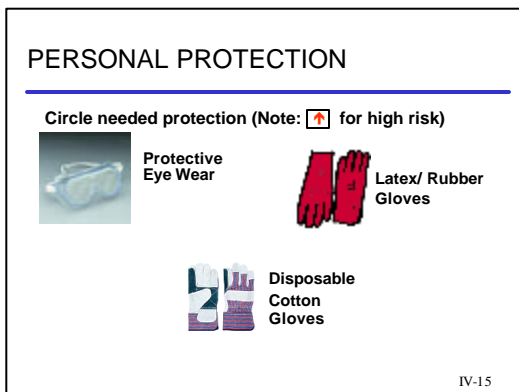 PERSONAL PROTECTION
Circle needed protection (Note: ↑ for high risk)
Protective
Eye Wear
Latex/ Rubber
Gloves
Disposable
Cotton
Gloves
IV-15